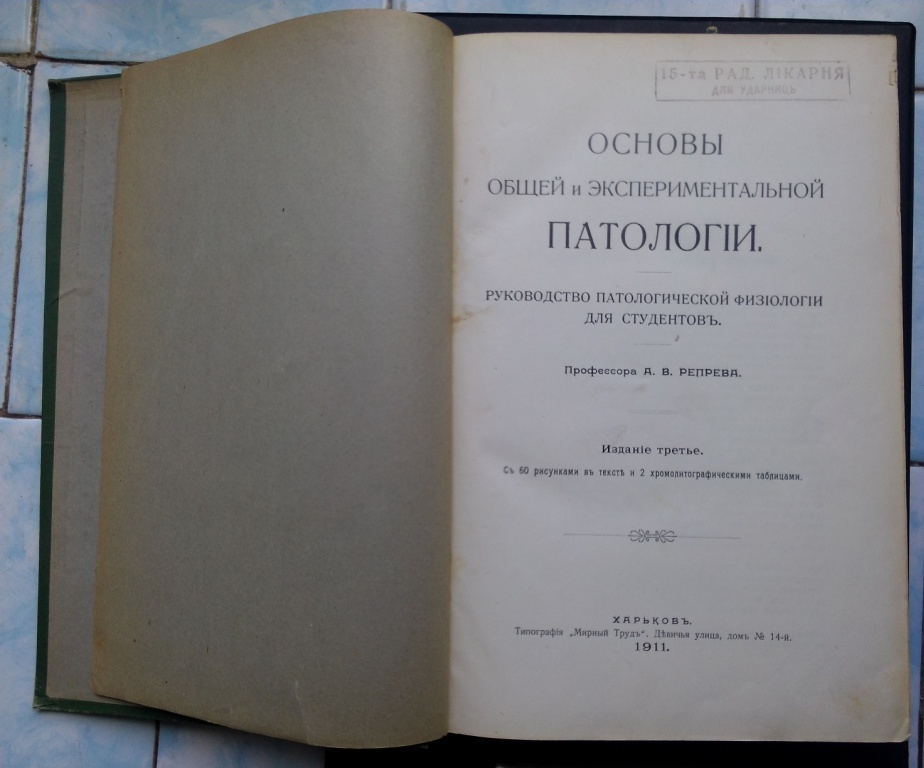 15-та РАД. ЛІКАРНЯ
ДЛЯ УДАРНИЦЬ
ОСНОВЫ
ОБЩЕЙ и ЭКСПЕРИМЕНТАЛЬНОЙ
ПАТОЛОГІИ.
РУКОВОДСТВО ПАТОЛОГИЧЕСКОЙ ФИЗІОЛОГІИ
ДЛЯ СТУДЕНТОВЪ.
Профессора А. В. РЕПРЕВА.
Изданіе третье.
Съ 60 рисунками въ текстѣ и 2 хромолитографическими таблицами.
ХАРЬКОВЪ.
Типографія „Мирный Трудъ“. Дѣвичья улица, домъ № 14-й.
1911.